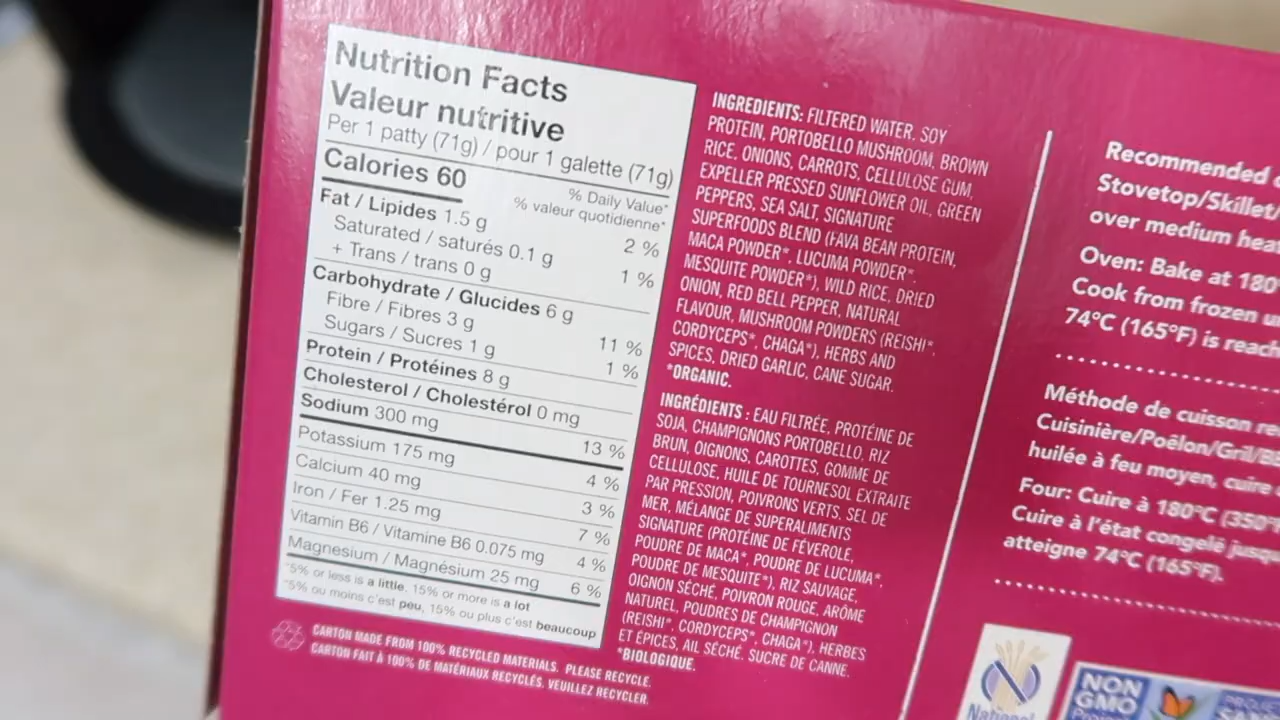 Nutrition Facts
Valeur nutritive
Per 1 patty (71g) / pour 1 galette (71g)
Calories 60
% Daily Value*
% valeur quotidienne*
Fat / Lipides 1.5 g 2 %
Saturated / saturés 0.1 g
+ Trans / trans 0 g 1 %
Carbohydrate / Glucides 6 g
Fibre / Fibres 3 g 11 %
Sugars / Sucres 1 g 1 %
Protein / Protéines 8 g
Cholesterol / Cholestérol 0 mg
Sodium 300 mg 13 %
Potassium 175 mg 4 %
Calcium 40 mg 3 %
Iron / Fer 1.25 mg 7 %
Vitamin B6 / Vitamine B6 0.075 mg 4 %
Magnesium / Magnésium 25 mg 6 %
*5% or less is a little, 15% or more is a lot
*5% ou moins c'est peu, 15% ou plus c'est beaucoup
CARTON MADE FROM 100% RECYCLED MATERIALS. PLEASE RECYCLE.
CARTON FAIT À 100% DE MATÉRIAUX RECYCLÉS. VEUILLEZ RECYCLER.
INGREDIENTS: FILTERED WATER, SOY
PROTEIN, PORTOBELLO MUSHROOM, BROWN
RICE, ONIONS, CARROTS, CELLULOSE GUM,
EXPELLER PRESSED SUNFLOWER OIL, GREEN
PEPPERS, SEA SALT, SIGNATURE
SUPERFOODS BLEND (FAVA BEAN PROTEIN,
MACA POWDER*, LUCUMA POWDER*,
MESQUITE POWDER*), WILD RICE, DRIED
ONION, RED BELL PEPPER, NATURAL
FLAVOUR, MUSHROOM POWDERS (REISHI*,
CORDYCEPS*, CHAGA*), HERBS AND
SPICES, DRIED GARLIC, CANE SUGAR.
*ORGANIC.
INGRÉDIENTS : EAU FILTRÉE, PROTÉINE DE
SOJA, CHAMPIGNONS PORTOBELLO, RIZ
BRUN, OIGNONS, CAROTTES, GOMME DE
CELLULOSE, HUILE DE TOURNESOL EXTRAITE
PAR PRESSION, POIVRONS VERTS, SEL DE
MER, MÉLANGE DE SUPERALIMENTS
SIGNATURE (PROTÉINE DE FÉVEROLE,
POUDRE DE MACA*, POUDRE DE LUCUMA*,
POUDRE DE MESQUITE*), RIZ SAUVAGE,
OIGNON SÉCHÉ, POIVRON ROUGE, ARÔME
NATUREL, POUDRES DE CHAMPIGNON
(REISHI*, CORDYCEPS*, CHAGA*), HERBES
ET ÉPICES, AIL SÉCHÉ, SUCRE DE CANNE.
*BIOLOGIQUE.
Recommended
Stovetop/Skillet/
over medium hea
Oven: Bake at 180°
Cook from frozen u
74°C (165°F) is reach
Méthode de cuisson re
Cuisinière/Poêlon/Gril/B
huilée à feu moyen, cuire
Four: Cuire à 180°C (350°
Cuire à l'état congelé jusqu
atteigne 74°C (165°F).
National
NON
GMO